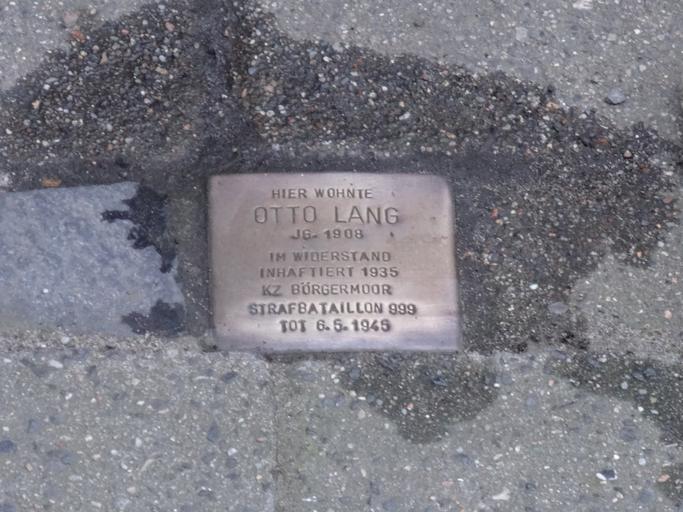 HIER WOHNTE
OTTO LANG
JG. 1908
IM WIDERSTAND
INHAFTIERT 1935
KZ BÖRGERMOOR
STRAFBATAILLON 999
TOT 6.5.1945